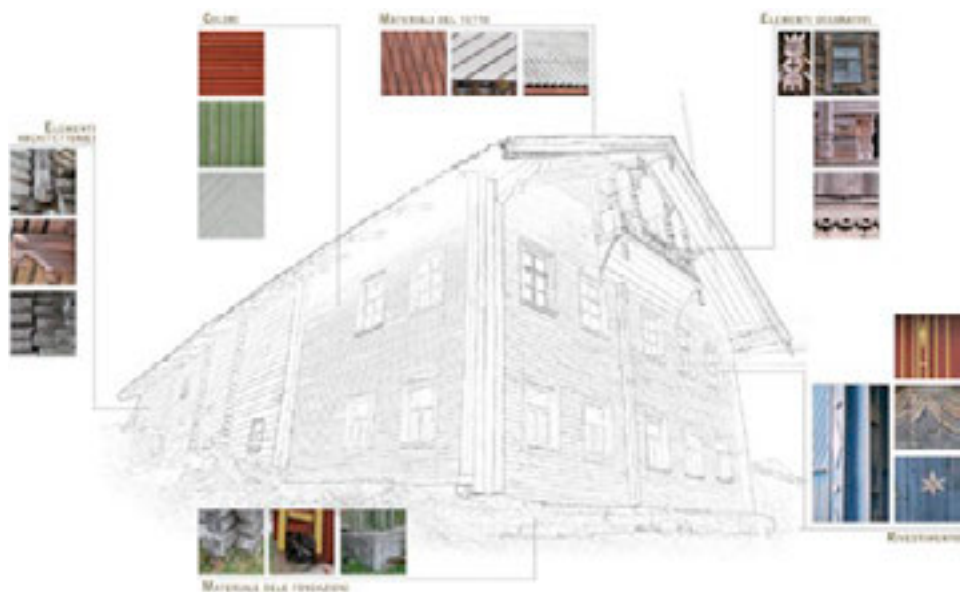 Colori
Materiale del tetto
Elementi decorativi
Elementi
architettonici
Rivestimento
Materiale delle fondazioni